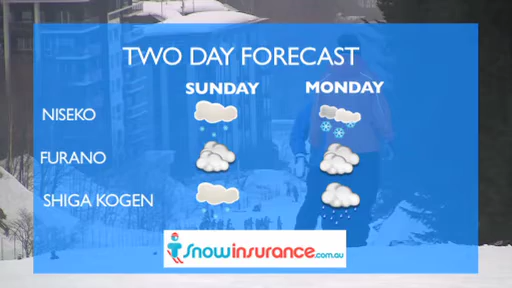 TWO DAY FORECAST
SUNDAY MONDAY
NISEKO
FURANO
SHIGA KOGEN
snowinsurance.com.au